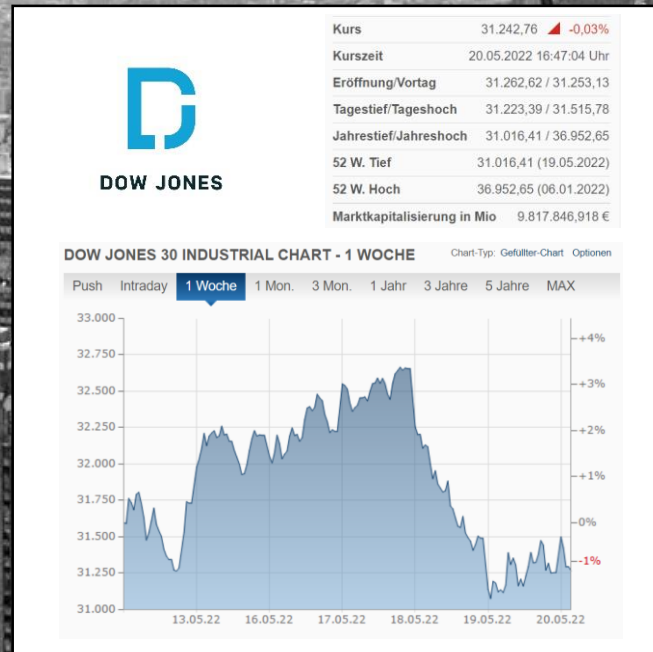 DOW JONES
Kurs 31.242,76 -0,03%
Kurszeit 20.05.2022 16:47:04 Uhr
Eröffnung/Vortag 31.262,62 / 31.253,13
Tagestief/Tageshoch 31.223,39 / 31.515,78
Jahrestief/Jahreshoch 31.016,41 / 36.952,65
52 W. Tief 31.016,41 (19.05.2022)
52 W. Hoch 36.952,65 (06.01.2022)
Marktkapitalisierung in Mio 9.817.846,918 €
DOW JONES 30 INDUSTRIAL CHART - 1 WOCHE Chart-Typ: Gefüllter-Chart Optionen
Push Intraday 1 Woche 1 Mon. 3 Mon. 1 Jahr 3 Jahre 5 Jahre MAX
33.000
+4%
32.750
32.500 +3%
32.250 +2%
32.000
+1%
31.750
0%
31.500
-1%
31.250
31.000
13.05.22 16.05.22 17.05.22 18.05.22 19.05.22 20.05.22